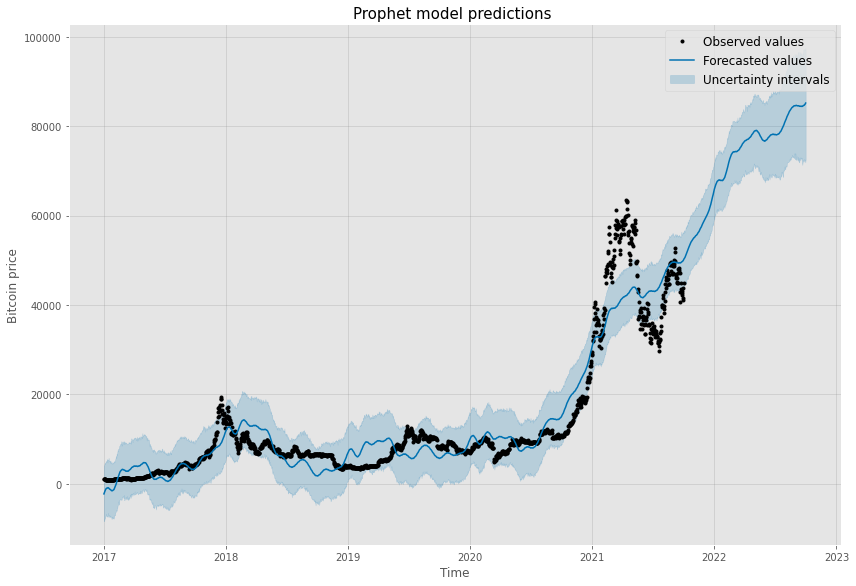 Prophet model predictions
Observed values
Forecasted values
Uncertainty intervals
Bitcoin price
100000
80000
60000
40000
20000
0
2017 2018 2019 2020 2021 2022 2023
Time